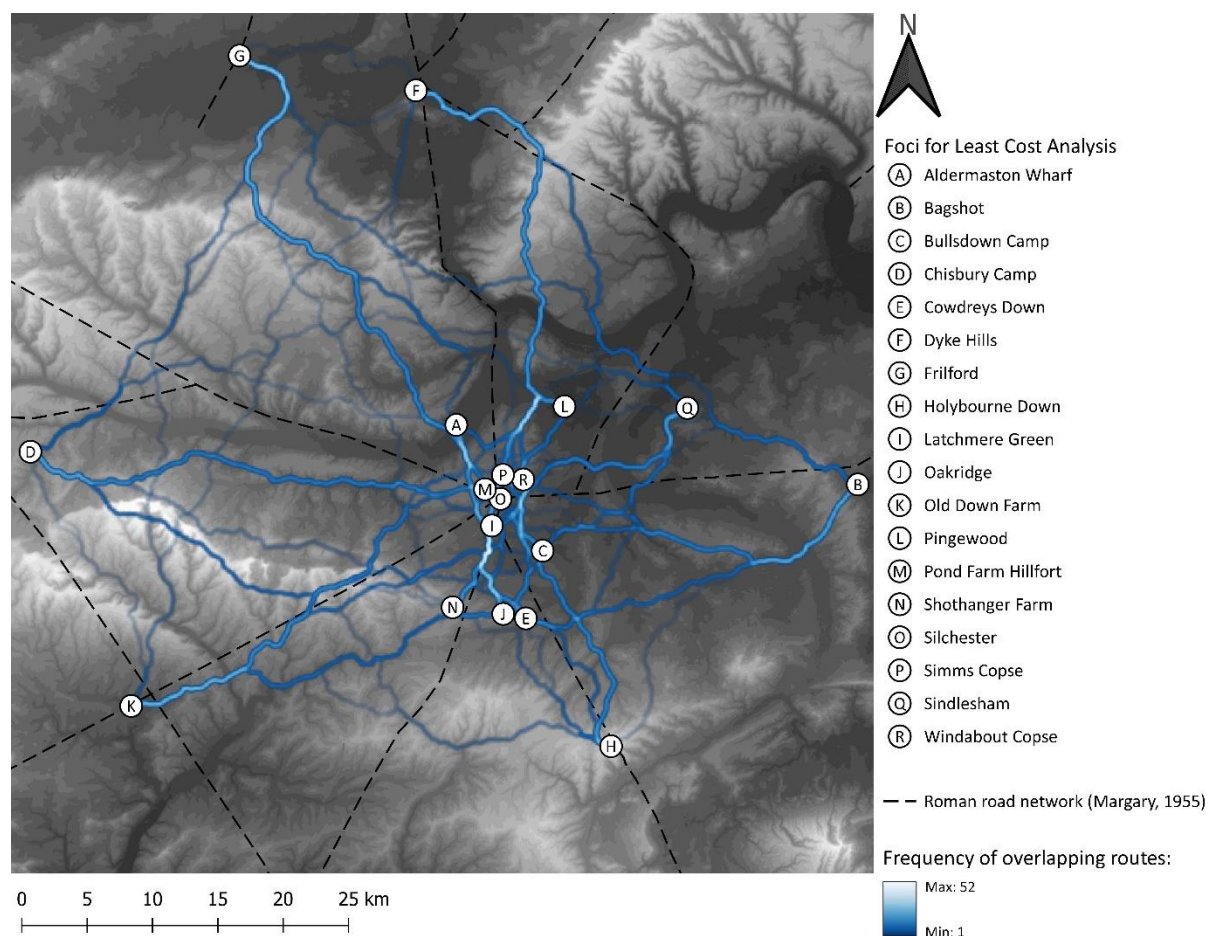 N
Foci for Least Cost Analysis
A Aldermaston Wharf
B Bagshot
C Bullsdown Camp
D Chisbury Camp
E Cowdreys Down
F Dyke Hills
G Frilford
H Holybourne Down
I Latchmere Green
J Oakridge
K Old Down Farm
L Pingewood
M Pond Farm Hillfort
N Shothanger Farm
O Silchester
P Simms Copse
Q Sindlesham
R Windabout Copse
Roman road network (Margary, 1955)
Frequency of overlapping routes:
Max: 52
Min: 1
G
F
L
Q
A
D
P
R
M
B
O
I
C
N
J
E
K
H
0 5 10 15 20 25 km